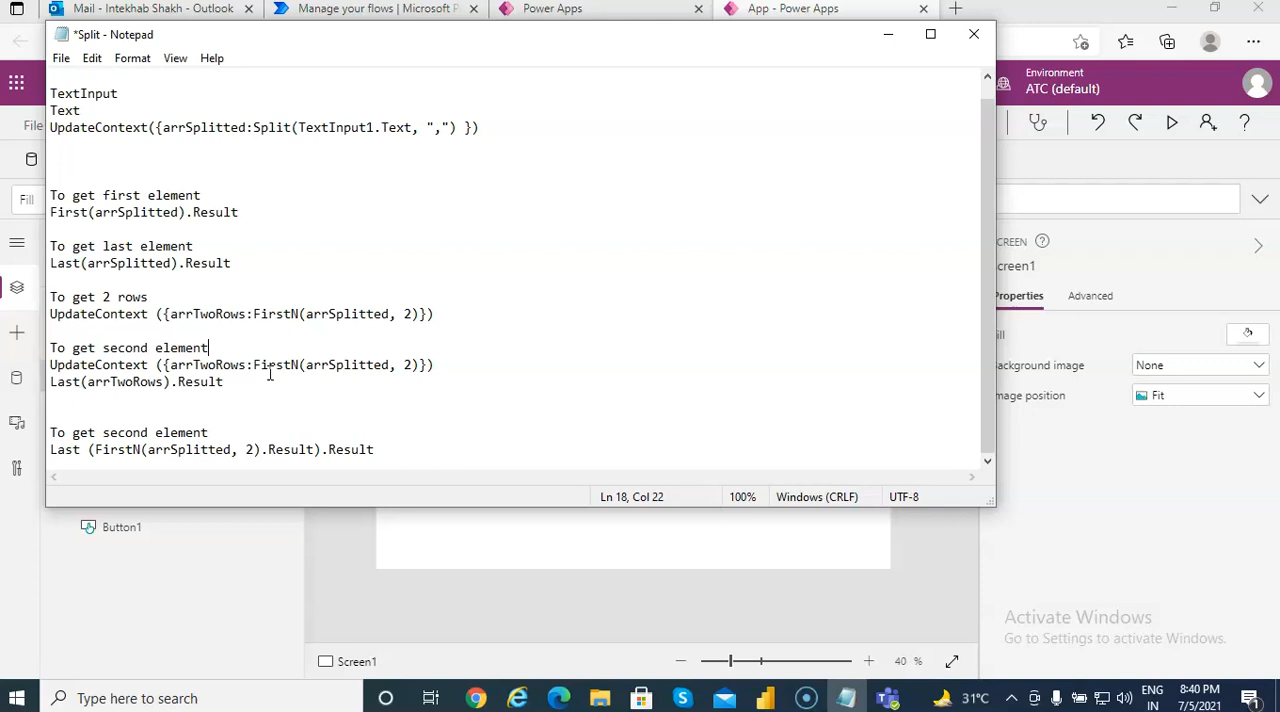 Mail - Intekhab Shakh - Outlook
Manage your flows | Microsoft P
Power Apps
App - Power Apps
*Split - Notepad
File Edit Format View Help
Environment
ATC (default)
File
Fill
TextInput
Text
UpdateContext({arrSplitted:Split(TextInput1.Text, ",") })
To get first element
First(arrSplitted).Result
To get last element
Last(arrSplitted).Result
To get 2 rows
UpdateContext ({arrTwoRows:FirstN(arrSplitted, 2)})
To get second element
UpdateContext ({arrTwoRows:FirstN(arrSplitted, 2)})
Last(arrTwoRows).Result
To get second element
Last (FirstN(arrSplitted, 2).Result).Result
Ln 18, Col 22
100%
Windows (CRLF)
UTF-8
CREEN
creen1
Properties
Advanced
ill
ackground image
None
mage position
Fit
Button1
Screen1
40 %
Activate Windows
Go to Settings to activate Windows.
Type here to search
31°C
ENG
IN
8:40 PM
7/5/2021
1